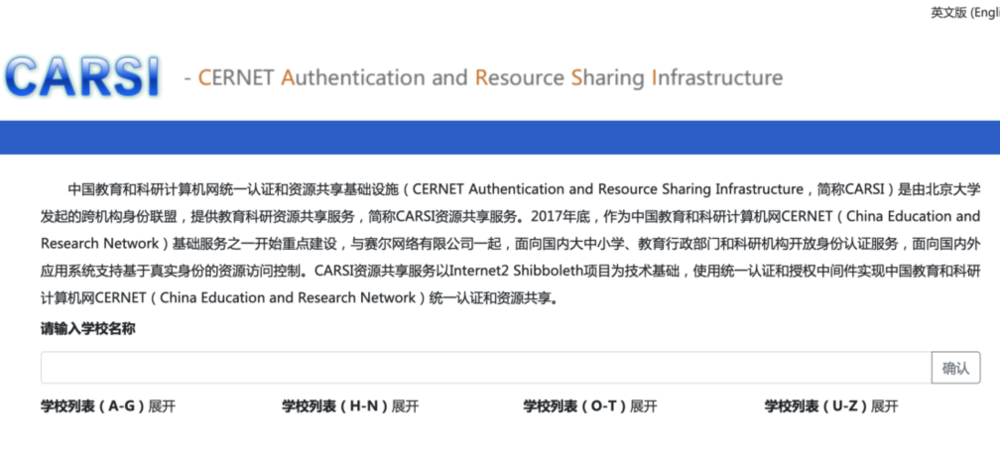 英文版 (Engl
CARSI - CERNET Authentication and Resource Sharing Infrastructure
中国教育和科研计算机网统一认证和资源共享基础设施（CERNET Authentication and Resource Sharing Infrastructure，简称CARSI）是由北京大学
发起的跨机构身份联盟，提供教育科研资源共享服务，简称CARSI资源共享服务。2017年底，作为中国教育和科研计算机网CERNET（China Education and
Research Network）基础服务之一开始重点建设，与赛尔网络有限公司一起，面向国内大中小学、教育行政部门和科研机构开放身份认证服务，面向国内外
应用系统支持基于真实身份的资源访问控制。CARSI资源共享服务以Internet2 Shibboleth项目为技术基础，使用统一认证和授权中间件实现中国教育和科研
计算机网CERNET（China Education and Research Network）统一认证和资源共享。
请输入学校名称
确认
学校列表（A-G）展开 学校列表（H-N）展开 学校列表（O-T）展开 学校列表（U-Z）展开